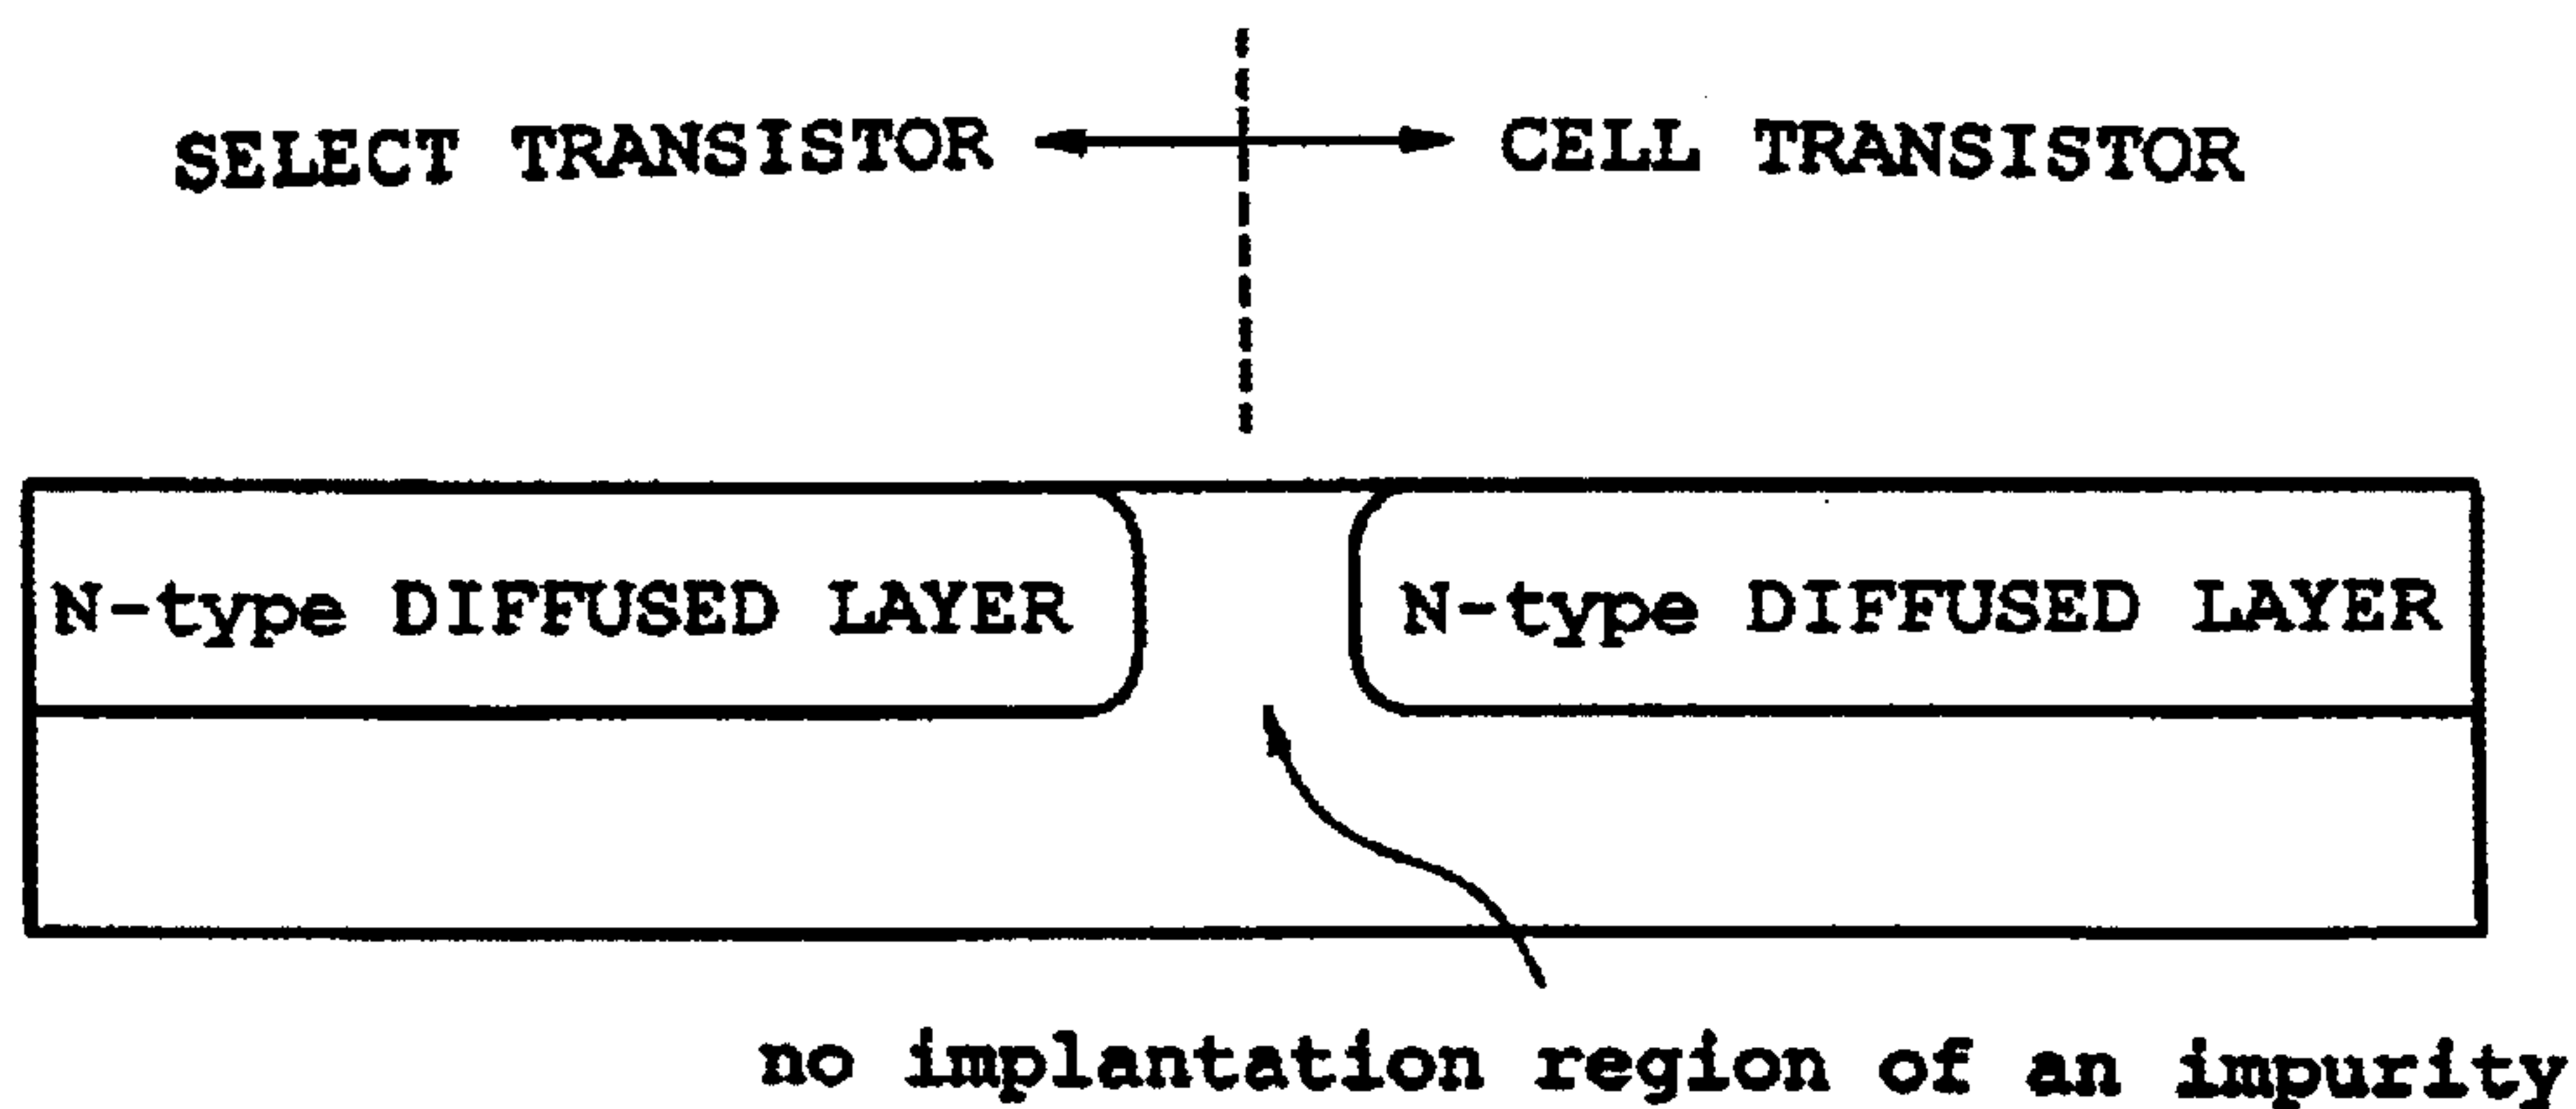 SELECT TRANSISTOR CELL TRANSISTOR
N-type DIFFUSED LAYER N-type DIFFUSED LAYER
no implantation region of an impurity